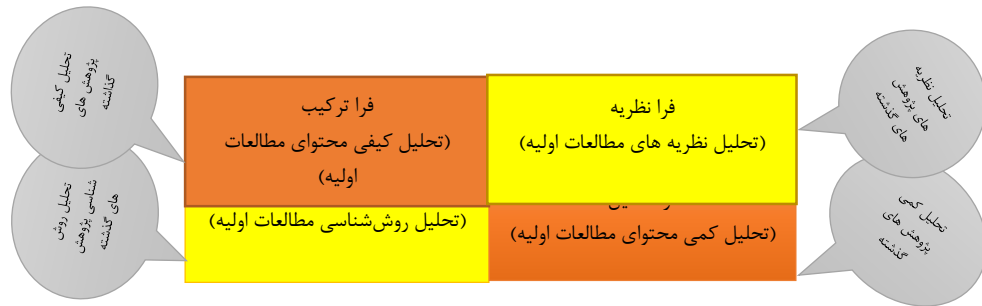 تحلیل نظریه
های پژوهش
های گذشته
فرا نظریه
(تحلیل نظریه های مطالعات اولیه)
فرا ترکیب
(تحلیل کیفی محتوای مطالعات
اولیه)
تحلیل کیفی
پژوهش های
گذاشته
تحلیل کمی
پژوهش های
گذشته
(تحلیل کمی محتوای مطالعات اولیه)
(تحلیل روش‌شناسی مطالعات اولیه)
تحلیل روش
شناسی پژوهش
های گذشته